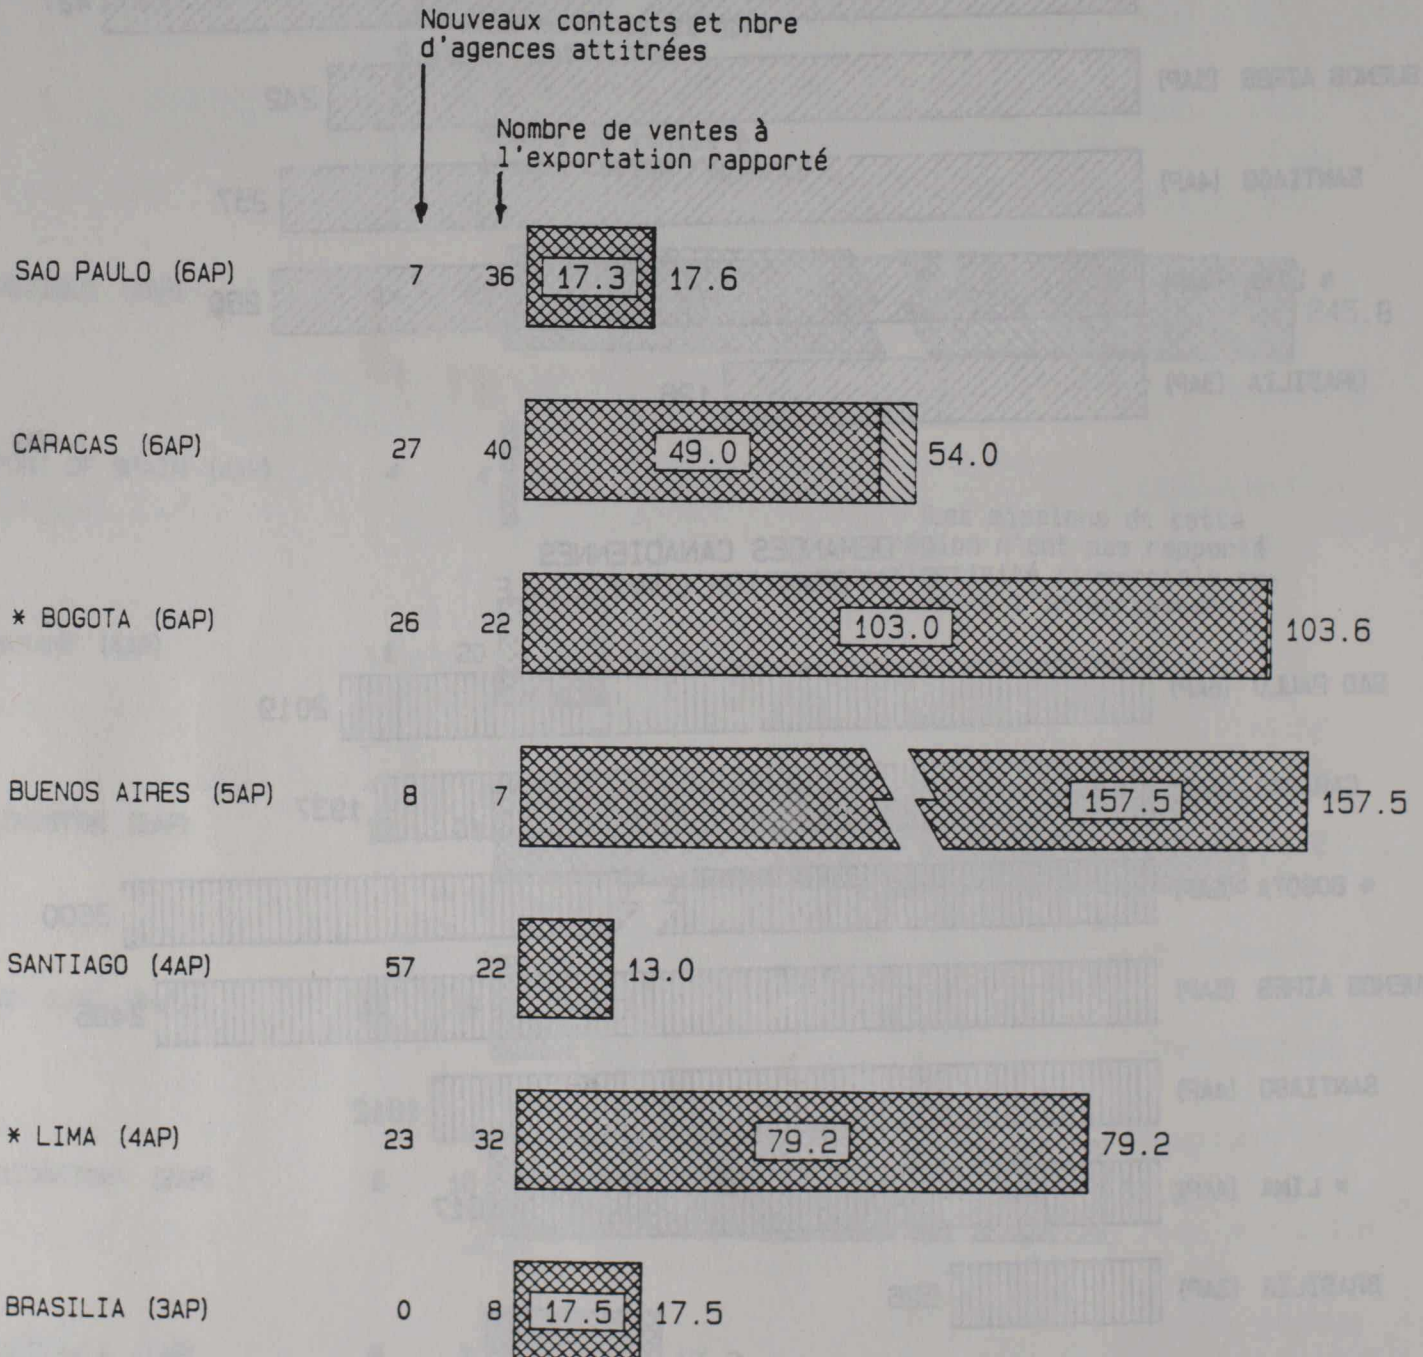 Nouveaux contacts et nbre
d'agences attitrées
Nombre de ventes à
l'exportation rapporté
SAO PAULO (6AP) 7 36 17.3 17.6
CARACAS (6AP) 27 40 49.0 54.0
* BOGOTA (6AP) 26 22 103.0 103.6
BUENOS AIRES (5AP) 8 7 157.5 157.5
SANTIAGO (4AP) 57 22 13.0
* LIMA (4AP) 23 32 79.2 79.2
BRASILIA (3AP) 0 8 17.5 17.5